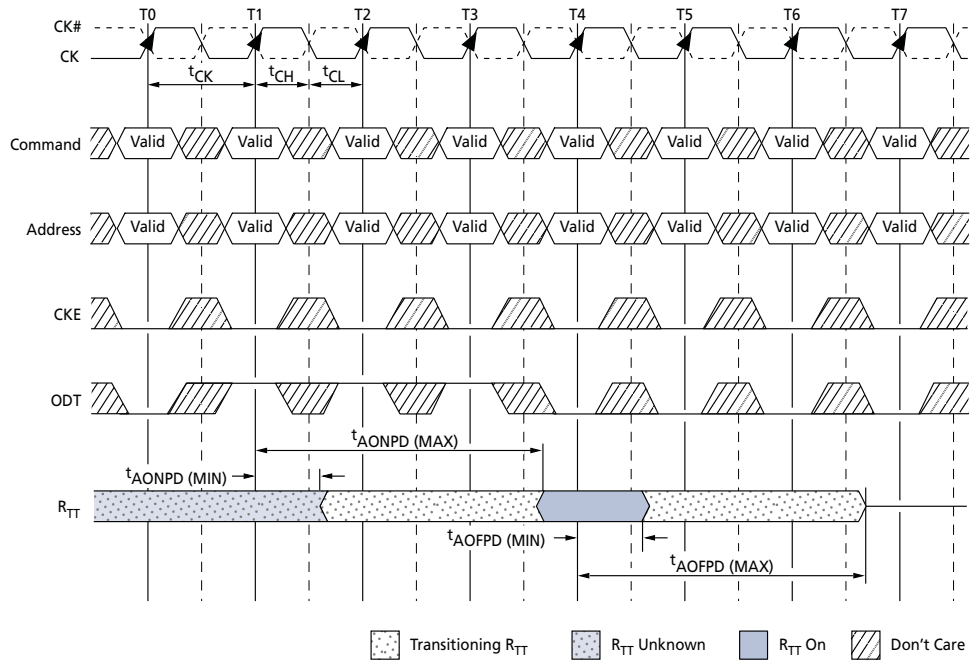 T0 T1 T2 T3 T4 T5 T6 T7
CK#
CK
tCK tCH tCL
Command Valid Valid Valid Valid Valid Valid Valid Valid
Address Valid Valid Valid Valid Valid Valid Valid Valid
CKE
ODT
tAONPD (MAX)
tAONPD (MIN)
RTT
tAOFPD (MIN)
tAOFPD (MAX)
Transitioning RTT RTT Unknown RTT On Don't Care